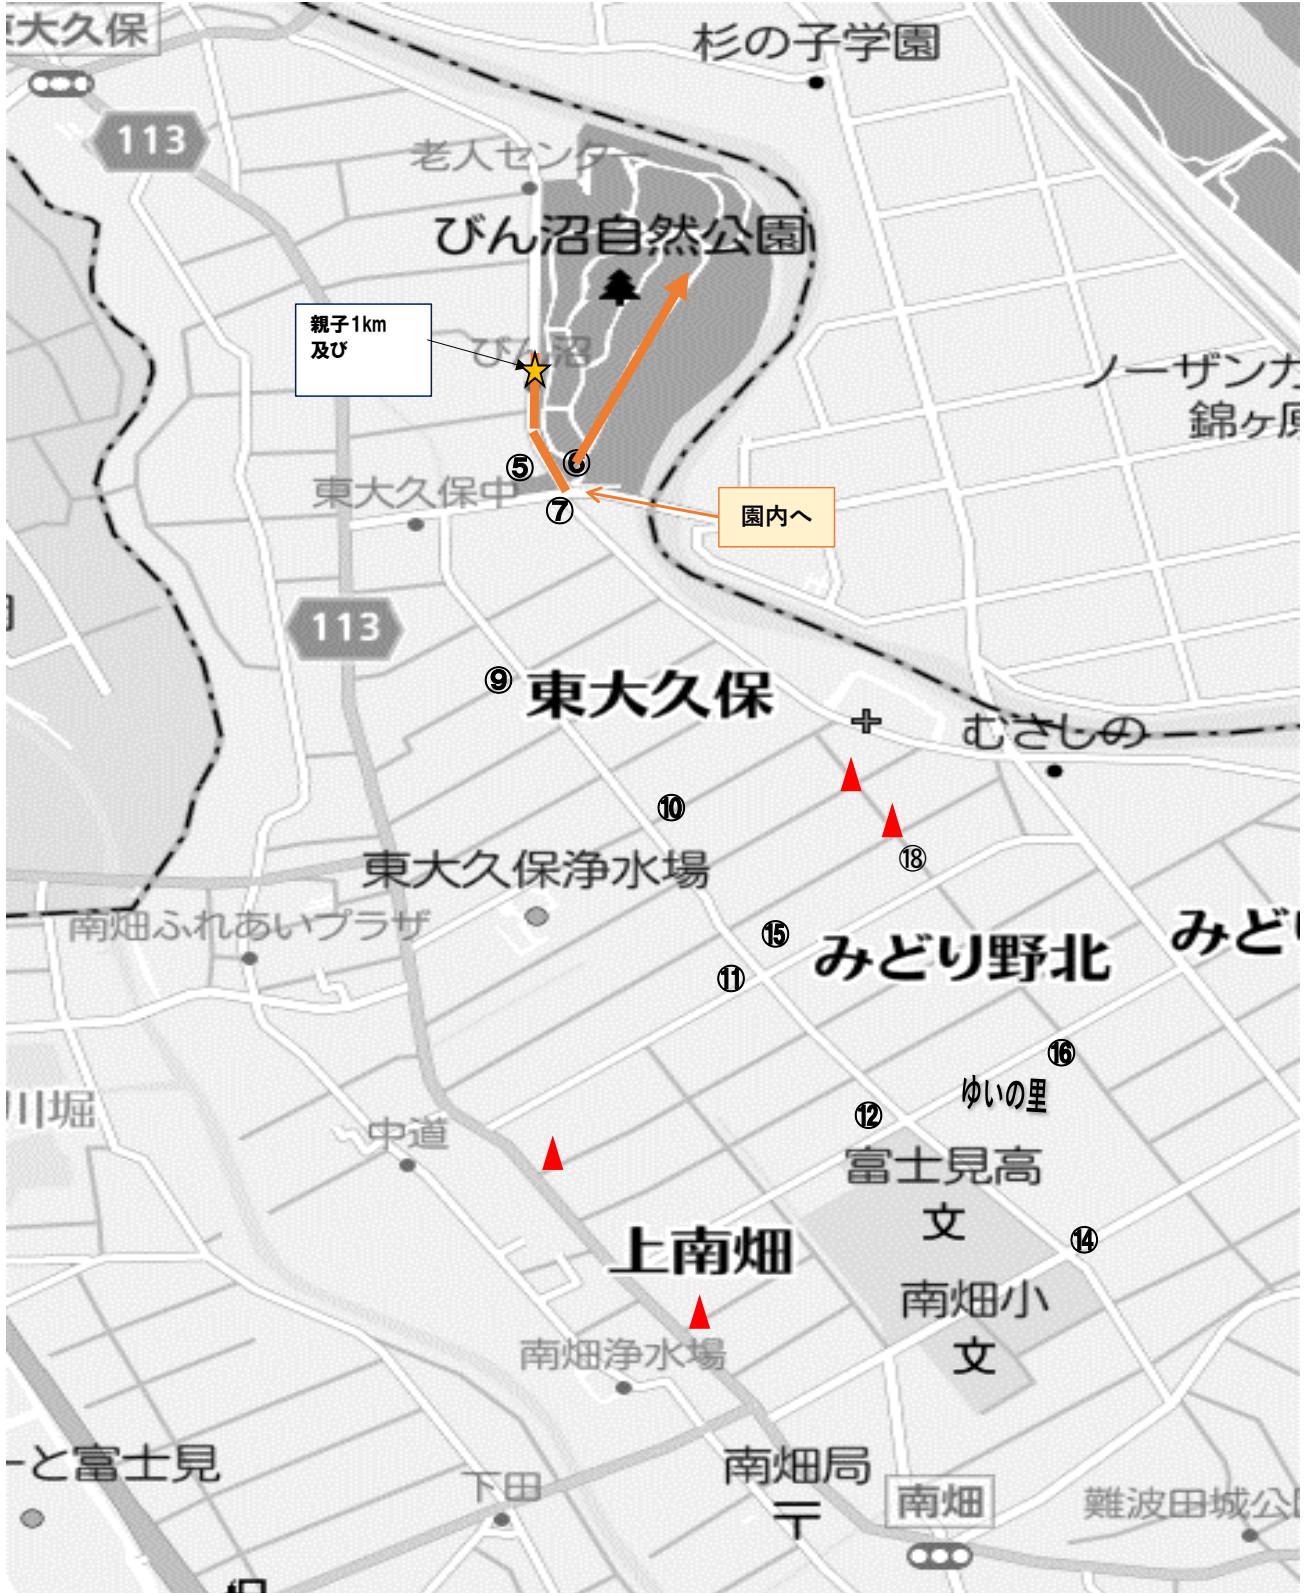 東大久保
杉の子学園
113
老人センター
びん沼自然公園
親子1km
及び
びん沼
ノーザンカ
錦ヶ原
⑤
⑥
東大久保中
⑦
園内へ
113
⑨
東大久保
むさしの
⑩
⑱
東大久保浄水場
南畑ふれあいプラザ
⑮
みどり野北
みどり
⑪
⑯
ゆいの里
川堀
⑫
中道
富士見高
文
上南畑
⑭
南畑小
文
南畑浄水場
ーと富士見
南畑局
下田
南畑
難波田城公園